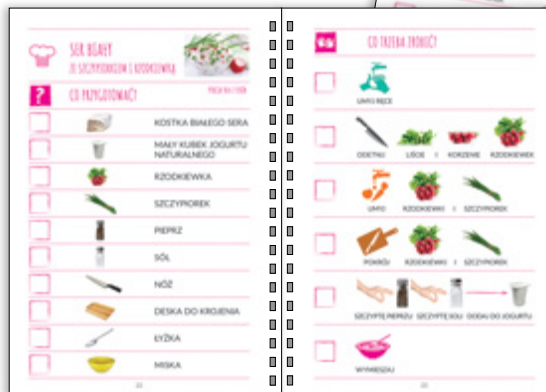 SER BIAŁY
ZE SZCZYPIORKIEM I RZODKIEWKĄ
?
CO PRZYGOTOWAĆ?
KOSTKA BIAŁEGO SERA
MAŁY KUBEK JOGURTU
NATURALNEGO
RZODKIEWKA
SZCZYPIOREK
PIEPRZ
SÓL
NÓŻ
DESKA DO KROJENIA
ŁYŻKA
MISKA
CO TRZEBA ZROBIĆ?
UMYJ RĘCE
ODETNIJ LIŚCIE I KORZENIE RZODKIEWEK
UMYJ RZODKIEWKI I SZCZYPIOREK
POKRÓJ RZODKIEWKI I SZCZYPIOREK
SZCZYPTĘ PIEPRZU SZCZYPTĘ SOLI DODAJ DO JOGURTU
WYMIESZAJ